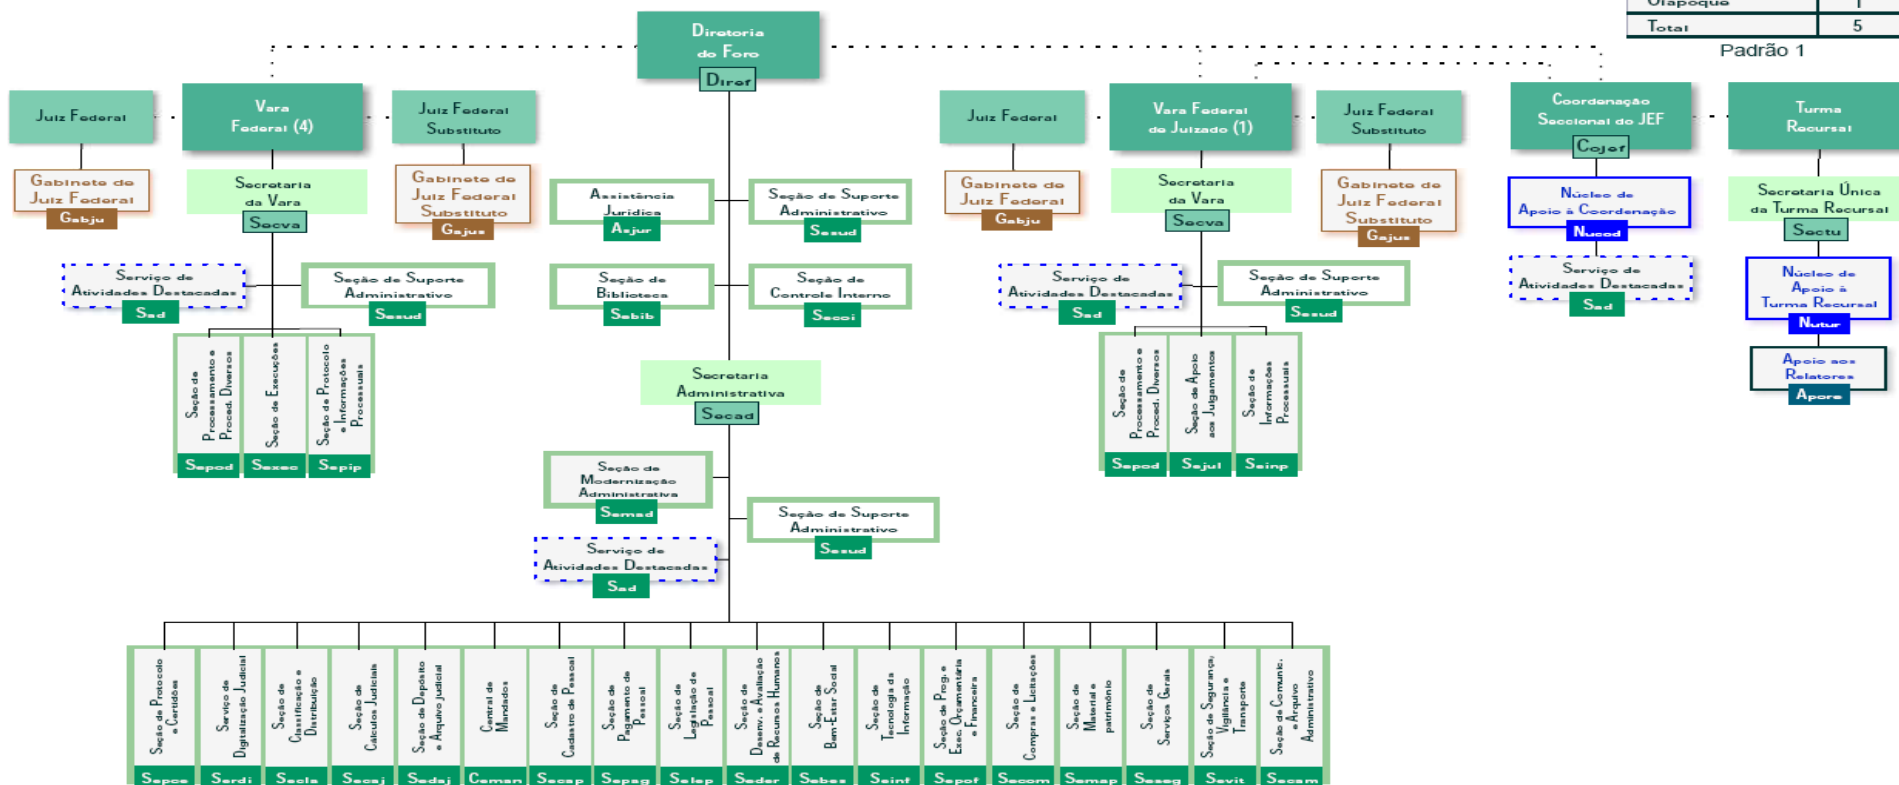 Oiapoque 1
Total 5
Padrão 1
Diretoria
do Foro
Diref
Juiz Federal
Gabinete de
Juiz Federal
Gabju
Vara
Federal (4)
Secretaria
da Vara
Secva
Juiz Federal
Substituto
Gabinete de
Juiz Federal
Substituto
Gajus
Serviço de
Atividades Destacadas
Sad
Seção de Suporte
Administrativo
Sesud
Seção de
Processamento e
Proced. Diversos
Sepod
Seção de Execuções
Sexec
Seção de Protocolo
e Informações
Processuais
Sepip
Assistência
Jurídica
Asjur
Seção de Suporte
Administrativo
Sesud
Seção de
Biblioteca
Sebib
Seção de
Controle Interno
Secoi
Secretaria
Administrativa
Secad
Seção de
Modernização
Administrativa
Semad
Seção de Suporte
Administrativo
Sesud
Serviço de
Atividades Destacadas
Sad
Juiz Federal
Gabinete de
Juiz Federal
Gabju
Vara Federal
de Juizado (1)
Secretaria
da Vara
Secva
Juiz Federal
Substituto
Gabinete de
Juiz Federal
Substituto
Gajus
Serviço de
Atividades Destacadas
Sad
Seção de Suporte
Administrativo
Sesud
Seção de
Processamento e
Proced. Diversos
Sepod
Seção de Apoio
aos Julgamentos
Sejul
Seção de
Informações
Processuais
Seinp
Coordenação
Seccional do JEF
Cojef
Núcleo de
Apoio à Coordenação
Nucod
Serviço de
Atividades Destacadas
Sad
Turma
Recursal
Secretaria Única
da Turma Recursal
Sectu
Núcleo de
Apoio à
Turma Recursal
Nutur
Apoio aos
Relatores
Apore
Seção de Protocolo
e Certidões
Sepce
Serviço de
Digitalização Judicial
Serdi
Seção de
Classificação e
Distribuição
Secla
Seção de
Cálculos Judiciais
Secaj
Seção de Depósito
e Arquivo judicial
Sedaj
Central de
Mandados
Ceman
Seção de
Cadastro de Pessoal
Secap
Seção de
Pagamento de
Pessoal
Sepag
Seção de
Legislação de
Pessoal
Selep
Seção de
Desenv. e Avaliação
de Recursos Humanos
Seder
Seção de
Bem-Estar Social
Sebes
Seção de
Tecnologia da
Informação
Seinf
Seção de Prog. e
Exec. Orçamentária
e Financeira
Sepof
Seção de
Compras e Licitações
Secom
Seção de
Material e
patrimônio
Semap
Seção de
Serviços Gerais
Seseg
Seção de Segurança,
Vigilância e
Transporte
Sevit
Seção de Comunic.
e Arquivo
Administrativo
Secam